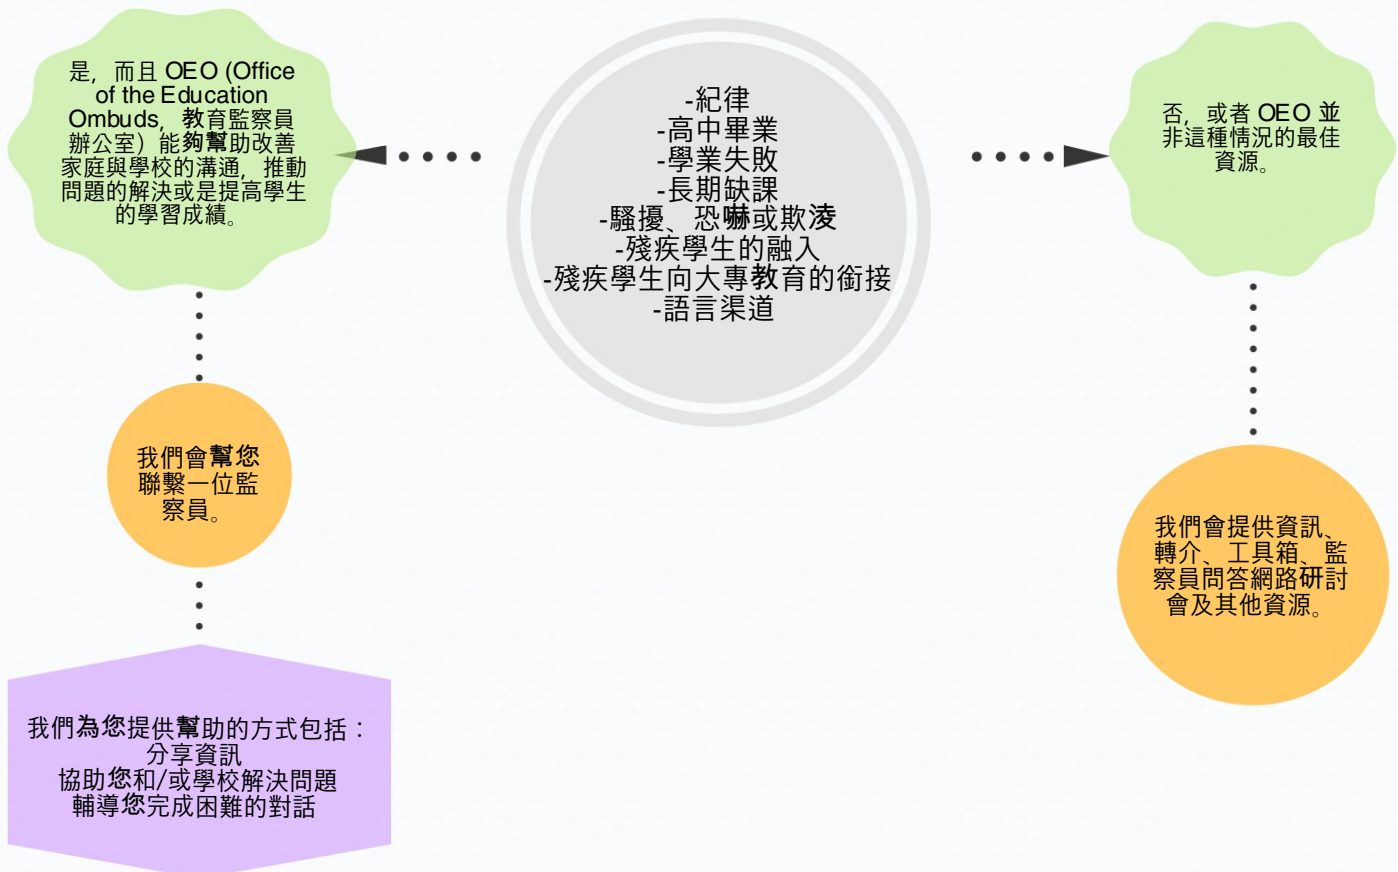 是，而且 OEO (Office
of the Education
Ombuds，教育監察員
辦公室）能夠幫助改善
家庭與學校的溝通，推動
問題的解決或是提高學生
的學習成績。
-紀律
-高中畢業
-學業失敗
-長期缺課
-騷擾、恐嚇或欺凌
-殘疾學生的融入
-殘疾學生向大專教育的銜接
-語言渠道
否，或者 OEO 並
非這種情況的最佳
資源。
我們會幫您
聯繫一位監
察員。
我們會提供資訊、
轉介、工具箱、監
察員問答網路研討
會及其他資源。
我們為您提供幫助的方式包括：
分享資訊
協助您和/或學校解決問題
輔導您完成困難的對話